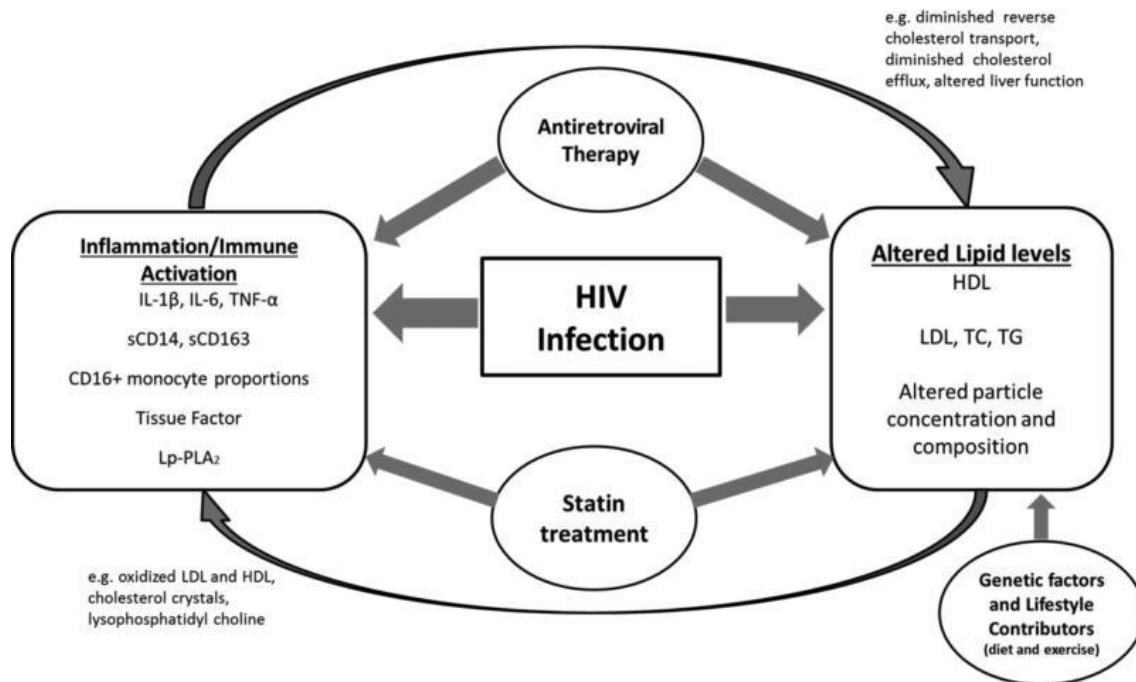 e.g. diminished reverse
cholesterol transport,
diminished cholesterol
efflux, altered liver function
Antiretroviral
Therapy
Inflammation/Immune
Activation
IL-1β, IL-6, TNF-α
sCD14, sCD163
CD16+ monocyte proportions
Tissue Factor
Lp-PLA₂
HIV
Infection
Altered Lipid levels
HDL
LDL, TC, TG
Altered particle
concentration and
composition
Statin
treatment
e.g. oxidized LDL and HDL,
cholesterol crystals,
lysophosphatidyl choline
Genetic factors
and Lifestyle
Contributors
(diet and exercise)